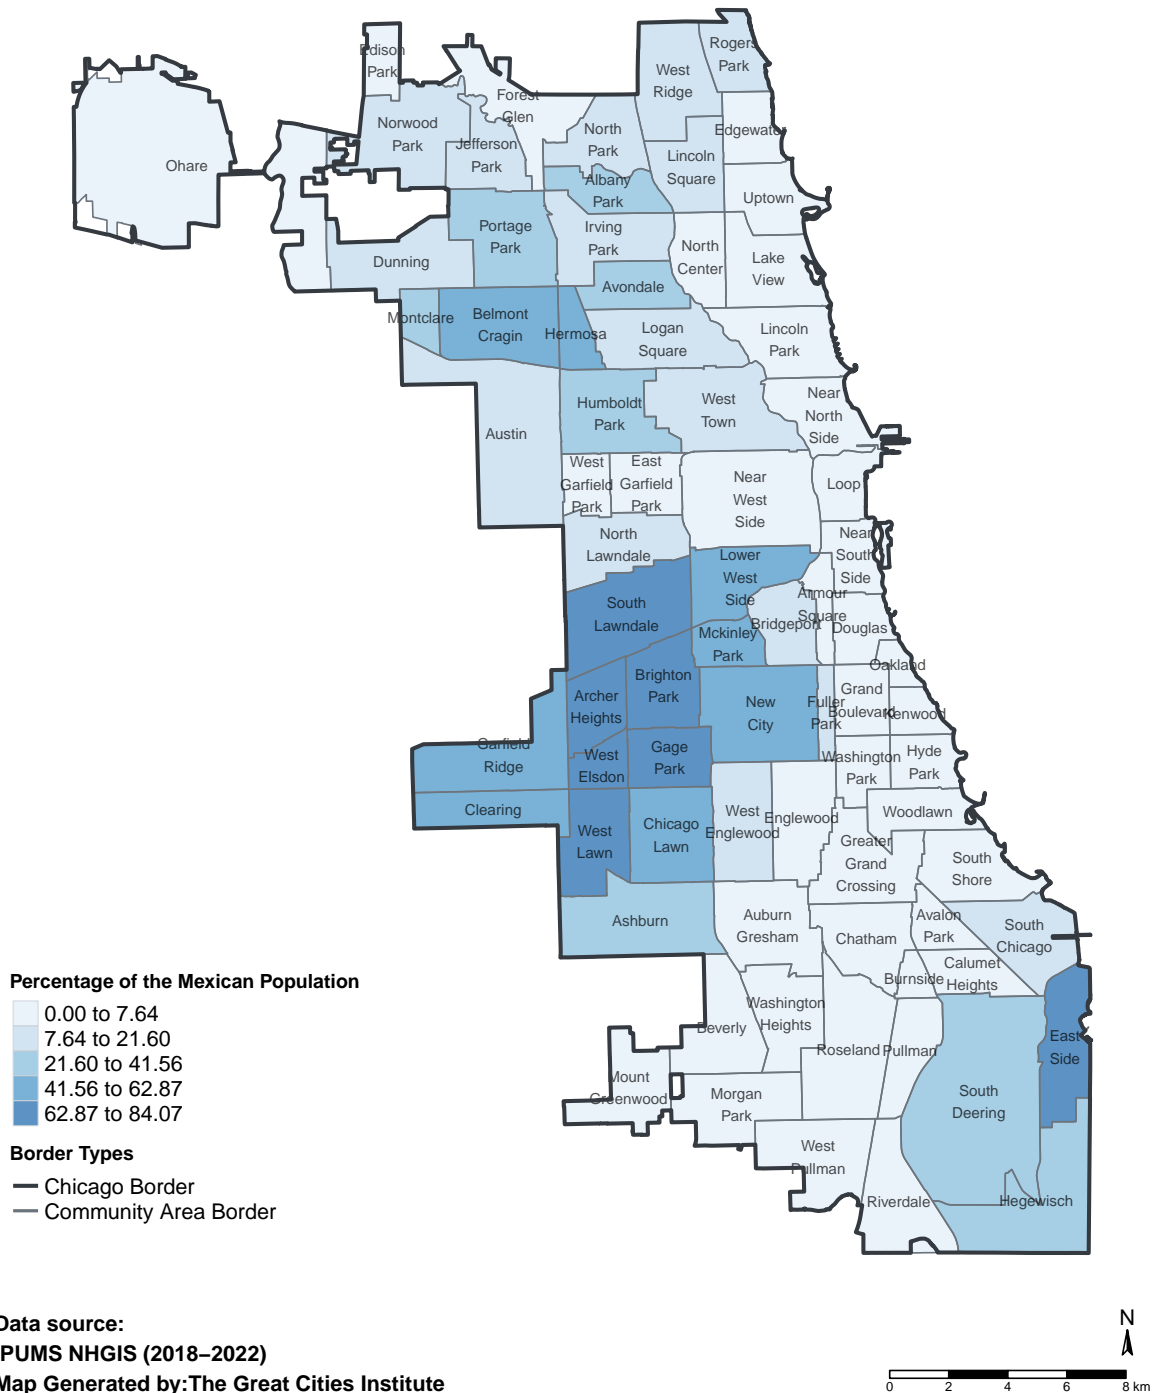 Edison
Park
Rogers
Park
West
Ridge
Forest
Glen
Norwood
Park
Jefferson
Park
North
Park
Edgewater
Ohare
Lincoln
Square
Albany
Park
Uptown
Portage
Park
Irving
Park
North
Center
Lake
View
Dunning
Avondale
Montclare
Belmont
Cragin
Hermosa
Logan
Square
Lincoln
Park
Humboldt
Park
West
Town
Near
North
Side
Austin
West
Garfield
Park
East
Garfield
Park
Near
West
Side
Loop
North
Lawndale
Near
South
Side
Lower
West
Side
South
Lawndale
Armour
Square
Bridgeport
Douglas
Mckinley
Park
Oakland
Brighton
Park
Archer
Heights
New
City
Fuller
Park
Grand
Boulevard
Kenwood
Garfield
Ridge
West
Elsdon
Gage
Park
Washington
Park
Hyde
Park
Clearing
West
Lawn
Chicago
Lawn
West
Englewood
Englewood
Woodlawn
Greater
Grand
Crossing
South
Shore
Ashburn
Auburn
Gresham
Chatham
Avalon
Park
South
Chicago
Burnside
Calumet
Heights
Beverly
Washington
Heights
Roseland
Pullman
East
Side
Mount
Greenwood
Morgan
Park
South
Deering
West
Pullman
Riverdale
Hegewisch
Percentage of the Mexican Population
0.00 to 7.64
7.64 to 21.60
21.60 to 41.56
41.56 to 62.87
62.87 to 84.07
Border Types
Chicago Border
Community Area Border
Data source:
IPUMS NHGIS (2018–2022)
Map Generated by:The Great Cities Institute
N
0 2 4 6 8 km